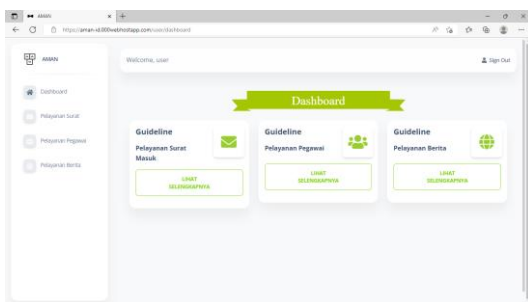 AMAN
https://aman-v6.000webhostapp.com/user/dashboard
AMAN
Welcome, user
Sign Out
Dashboard
Pelayanan Surat
Pelayanan Pegawai
Pelayanan Berita
Dashboard
Guideline
Pelayanan Surat
Masuk
LIHAT
SELENGKAPNYA
Guideline
Pelayanan Pegawai
LIHAT
SELENGKAPNYA
Guideline
Pelayanan Berita
LIHAT
SELENGKAPNYA